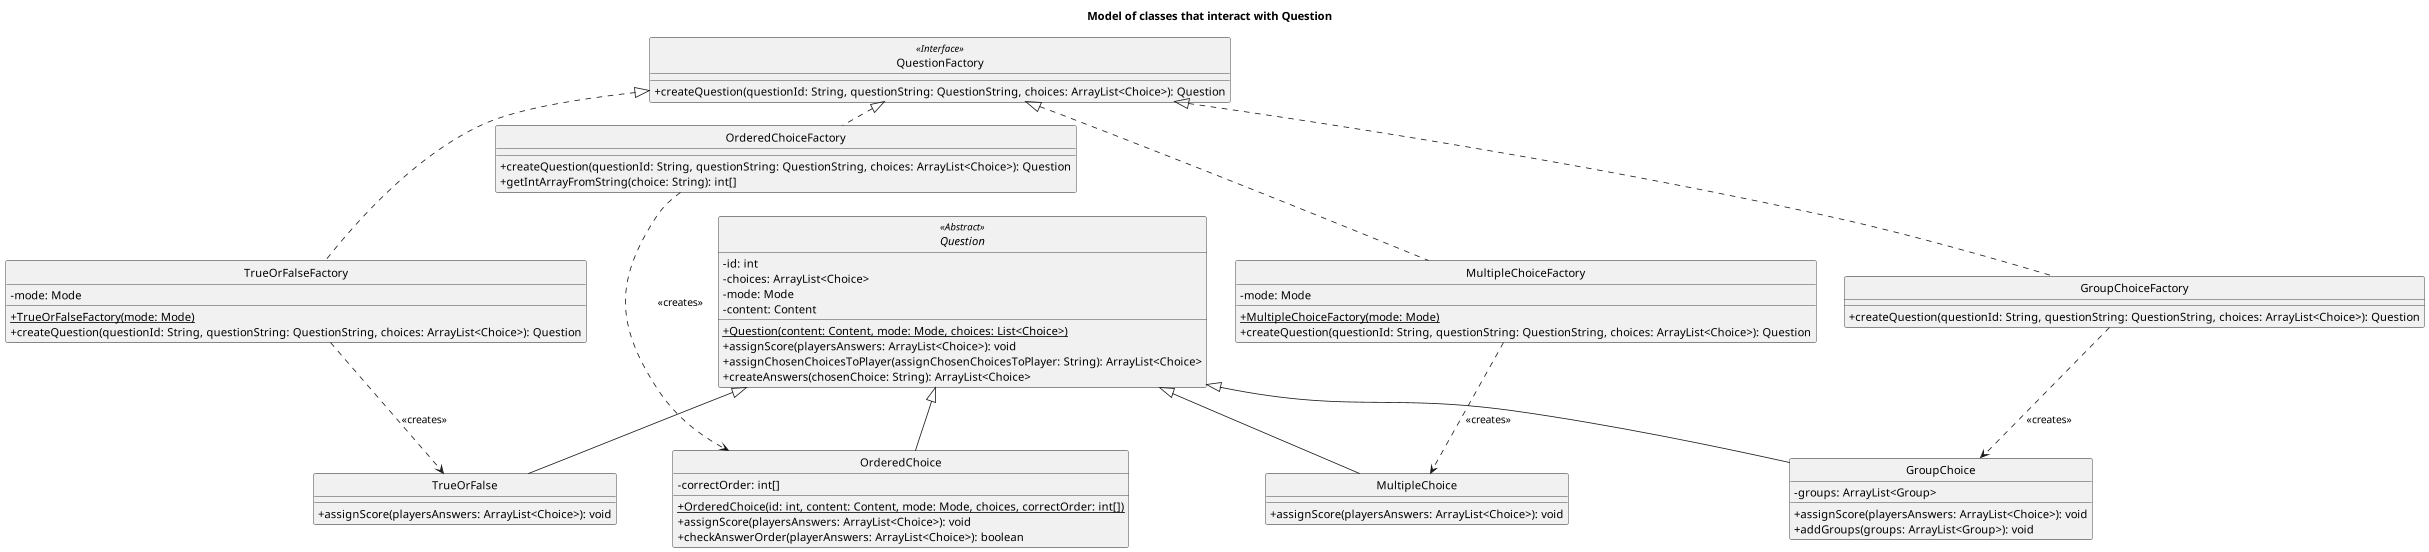 Model of classes that interact with Question
«Interface»
QuestionFactory
+createQuestion(questionId: String, questionString: QuestionString, choices: ArrayList<Choice>): Question
OrderedChoiceFactory
+createQuestion(questionId: String, questionString: QuestionString, choices: ArrayList<Choice>): Question
+getIntArrayFromString(choice: String): int[]
«Abstract»
Question
-id: int
-choices: ArrayList<Choice>
-mode: Mode
-content: Content
+Question(content: Content, mode: Mode, choices: List<Choice>)
+assignScore(playersAnswers: ArrayList<Choice>): void
+assignChosenChoicesToPlayer(assignChosenChoicesToPlayer: String): ArrayList<Choice>
+createAnswers(chosenChoice: String): ArrayList<Choice>
TrueOrFalseFactory
-mode: Mode
+TrueOrFalseFactory(mode: Mode)
+createQuestion(questionId: String, questionString: QuestionString, choices: ArrayList<Choice>): Question
«creates»
MultipleChoiceFactory
-mode: Mode
+MultipleChoiceFactory(mode: Mode)
+createQuestion(questionId: String, questionString: QuestionString, choices: ArrayList<Choice>): Question
GroupChoiceFactory
+createQuestion(questionId: String, questionString: QuestionString, choices: ArrayList<Choice>): Question
«creates»
«creates»
«creates»
TrueOrFalse
+assignScore(playersAnswers: ArrayList<Choice>): void
OrderedChoice
-correctOrder: int[]
+OrderedChoice(id: int, content: Content, mode: Mode, choices, correctOrder: int[])
+assignScore(playersAnswers: ArrayList<Choice>): void
+checkAnswerOrder(playerAnswers: ArrayList<Choice>): boolean
MultipleChoice
+assignScore(playersAnswers: ArrayList<Choice>): void
GroupChoice
-groups: ArrayList<Group>
+assignScore(playersAnswers: ArrayList<Choice>): void
+addGroups(groups: ArrayList<Group>): void